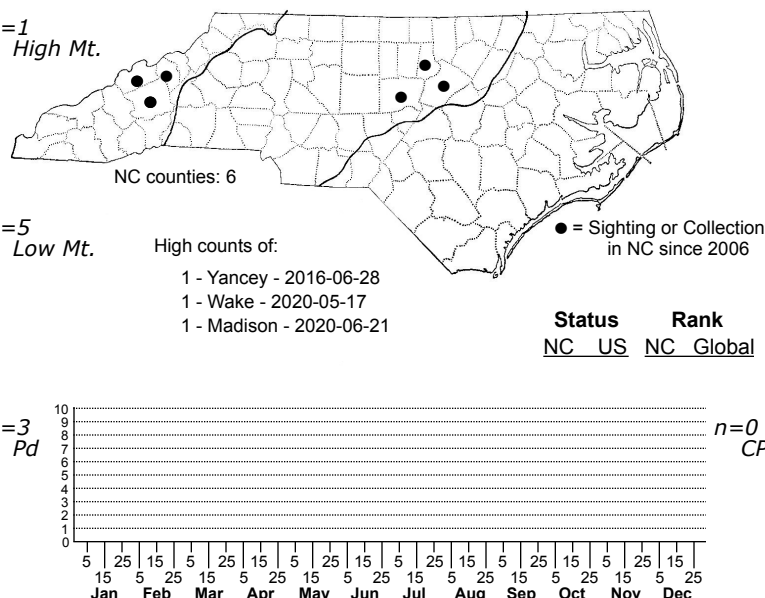 =1
High Mt.
NC counties: 6
=5
Low Mt.
High counts of:
1 - Yancey - 2016-06-28
1 - Wake - 2020-05-17
1 - Madison - 2020-06-21
● = Sighting or Collection
in NC since 2006
Status Rank
NC US NC Global
=3
Pd
10
9
8
7
6
5
4
3
2
1
0
n=0
CP
5 25 15 5 25 15 5 25 15 5 25 15 5 25 15 5 25 15
15 5 25 15 5 25 15 5 25 15 5 25 15 5 25 15 5 25
Jan Feb Mar Apr May Jun Jul Aug Sep Oct Nov Dec